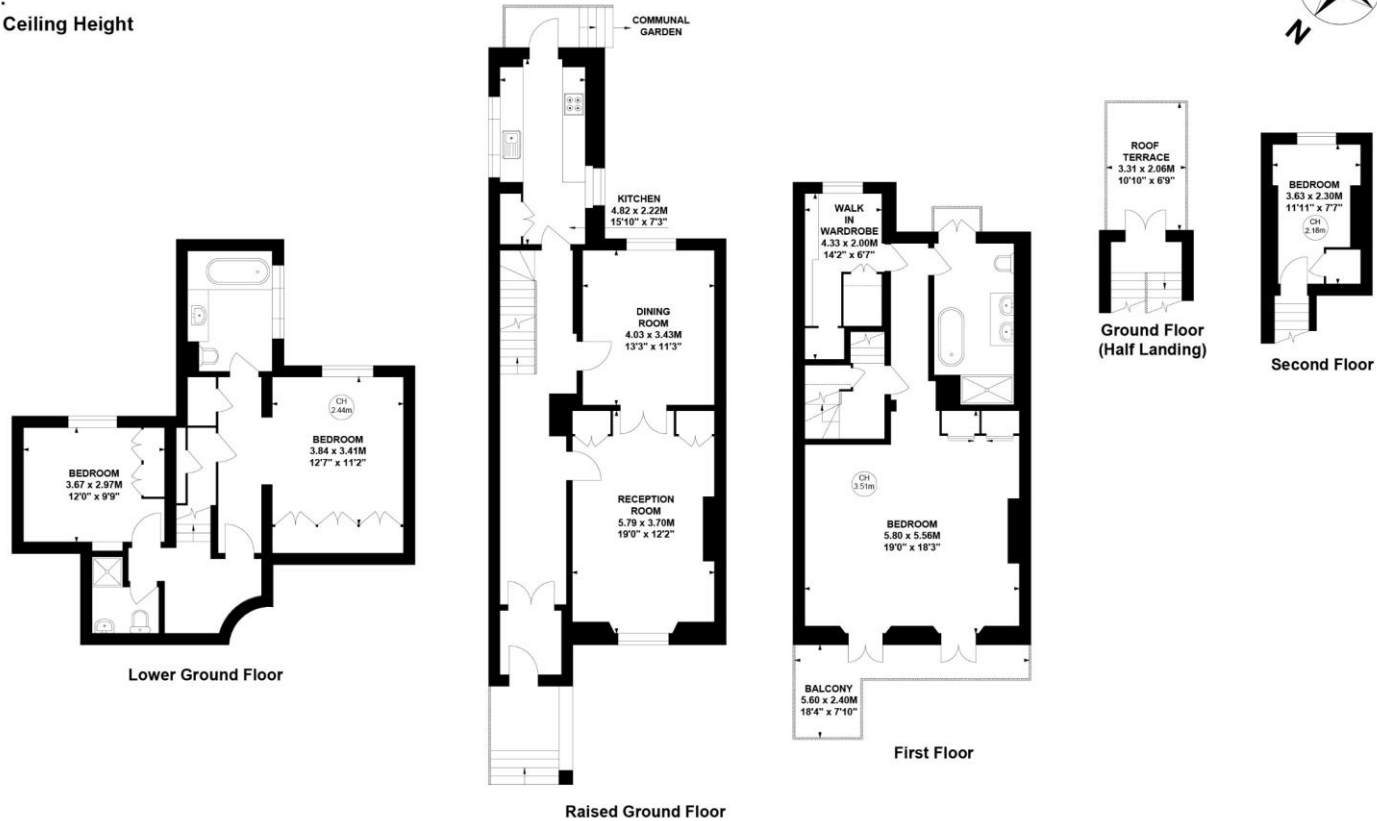 Ceiling Height
N
COMMUNAL
GARDEN
KITCHEN
4.82 x 2.22M
15'10" x 7'3"
DINING
ROOM
4.03 x 3.43M
13'3" x 11'3"
RECEPTION
ROOM
5.79 x 3.70M
19'0" x 12'2"
Raised Ground Floor
CH
2.44m
BEDROOM
3.84 x 3.41M
12'7" x 11'2"
BEDROOM
3.67 x 2.97M
12'0" x 9'9"
Lower Ground Floor
WALK
IN
WARDROBE
4.33 x 2.00M
14'2" x 6'7"
CH
3.51m
BEDROOM
5.80 x 5.56M
19'0" x 18'3"
BALCONY
5.60 x 2.40M
18'4" x 7'10"
First Floor
ROOF
TERRACE
3.31 x 2.06M
10'10" x 6'9"
Ground Floor
(Half Landing)
BEDROOM
3.63 x 2.30M
11'11" x 7'7"
CH
2.18m
Second Floor